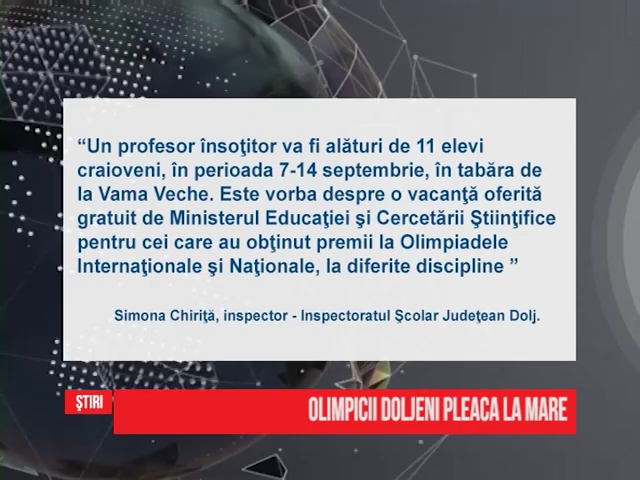 “Un profesor însoţitor va fi alături de 11 elevi
craioveni, în perioada 7-14 septembrie, în tabăra de
la Vama Veche. Este vorba despre o vacanţă oferită
gratuit de Ministerul Educaţiei şi Cercetării Ştiinţifice
pentru cei care au obţinut premii la Olimpiadele
Internaţionale şi Naţionale, la diferite discipline ”
Simona Chiriţă, inspector - Inspectoratul Şcolar Judeţean Dolj.
ŞTIRI
OLIMPICII DOLJENI PLEACA LA MARE